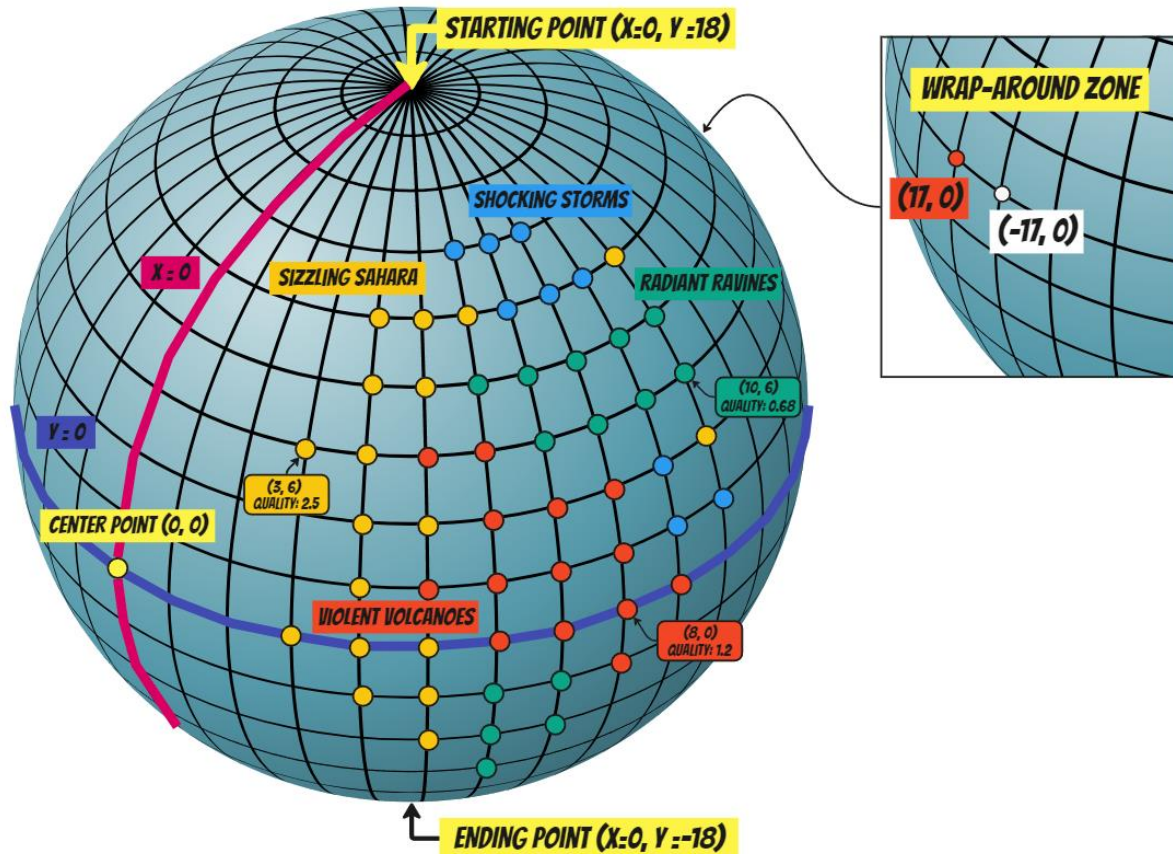 STARTING POINT (X=0, Y =18)
WRAP-AROUND ZONE
(17, 0)
(-17, 0)
SHOCKING STORMS
X = 0
SIZZLING SAHARA
RADIANT RAVINES
(10, 6)
QUALITY: 0.68
Y = 0
(3, 6)
QUALITY: 2.5
CENTER POINT (0, 0)
VIOLENT VOLCANOES
(8, 0)
QUALITY: 1.2
ENDING POINT (X=0, Y =-18)